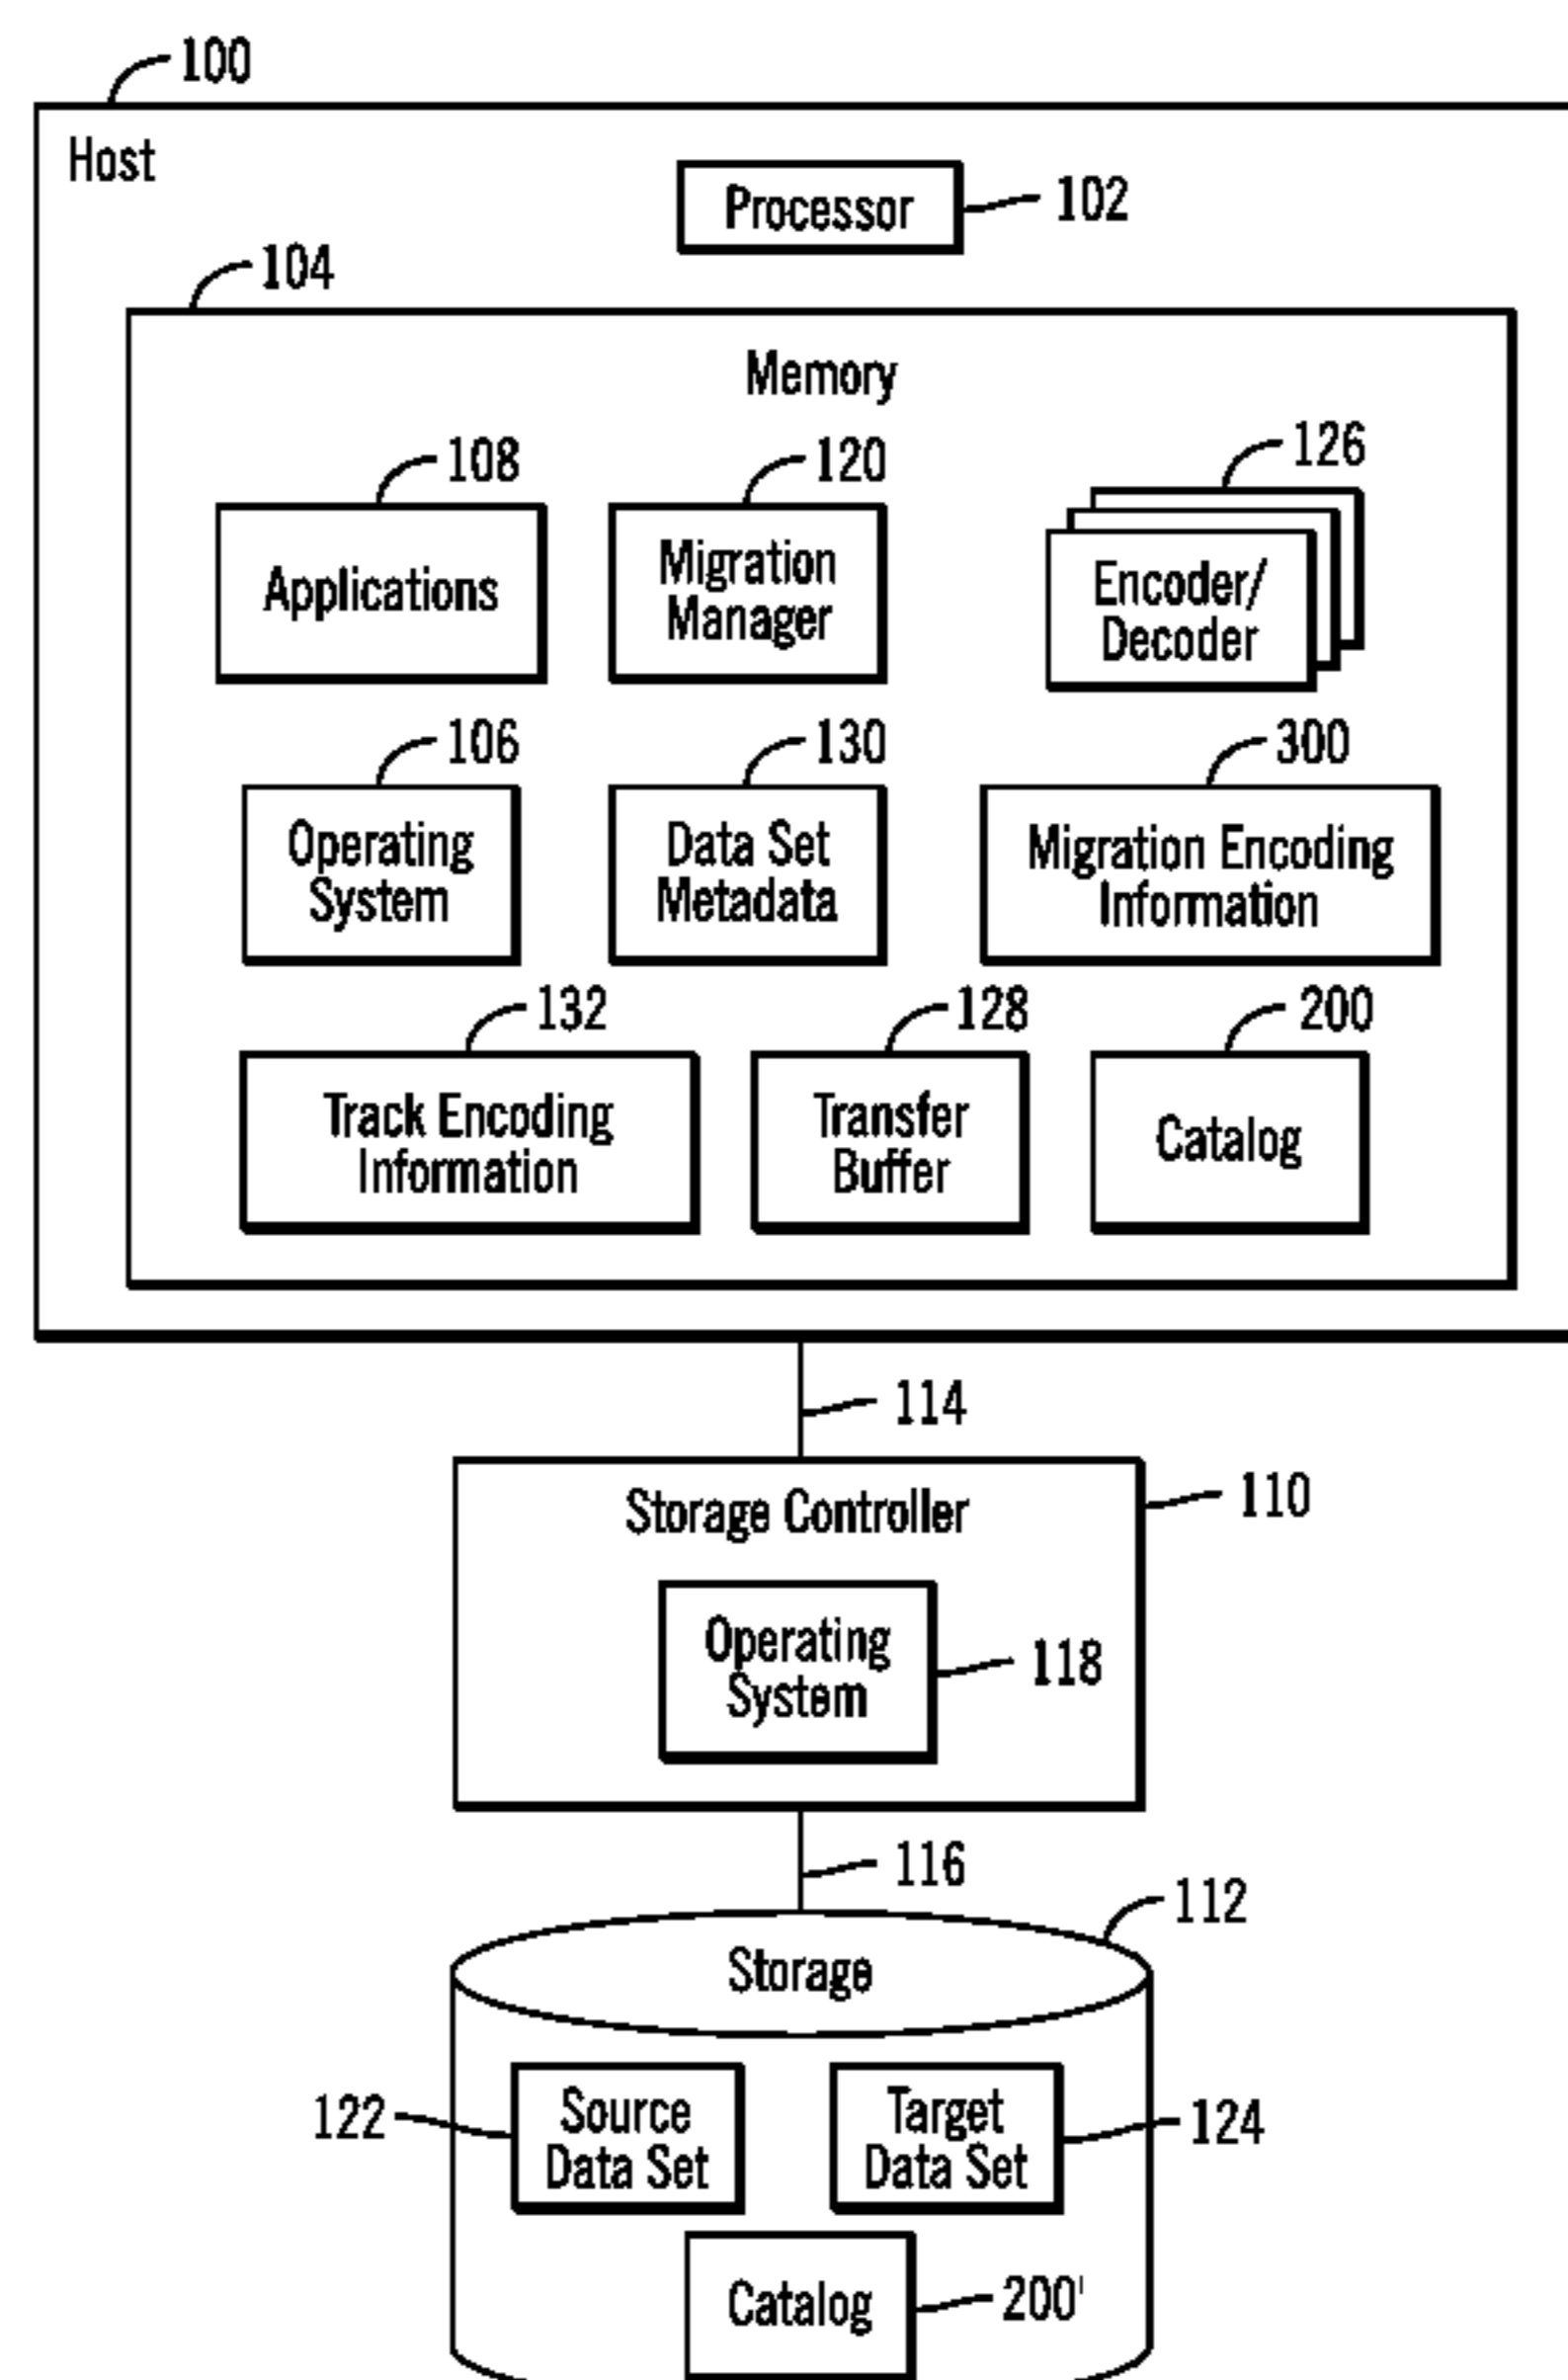 100
Host
Processor
102
104
Memory
108
120
126
Applications
Migration
Manager
Encoder/
Decoder
106
130
300
Operating
System
Data Set
Metadata
Migration Encoding
Information
132
128
200
Track Encoding
Information
Transfer
Buffer
Catalog
114
Storage Controller
110
Operating
System
118
116
112
Storage
122
Source
Data Set
Target
Data Set
124
Catalog
200'